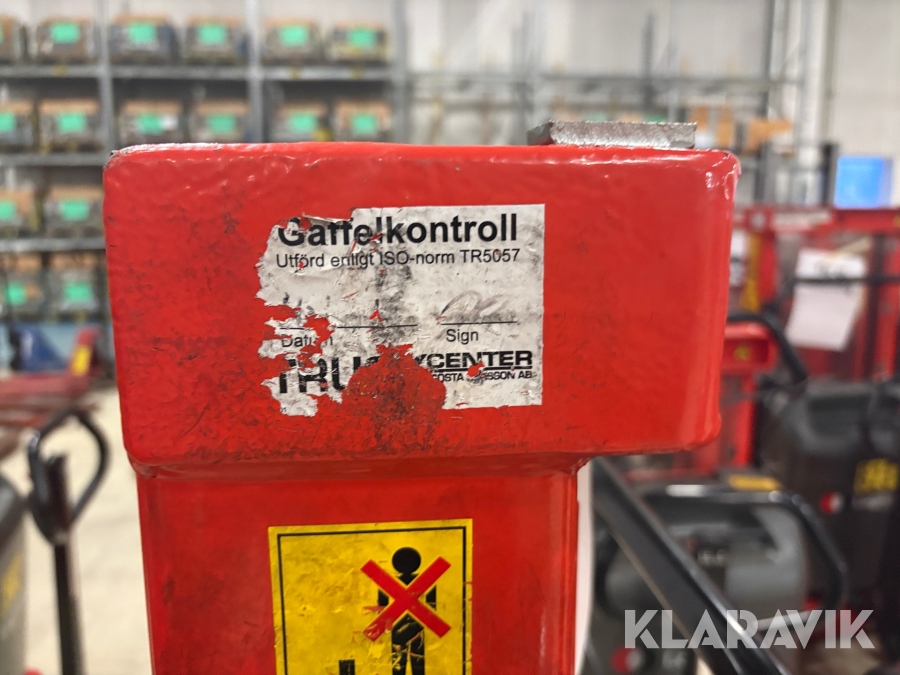 Gaffelkontroll
Utförd enligt ISO-norm TR5057
Sign
CENTER
KLARAVIK